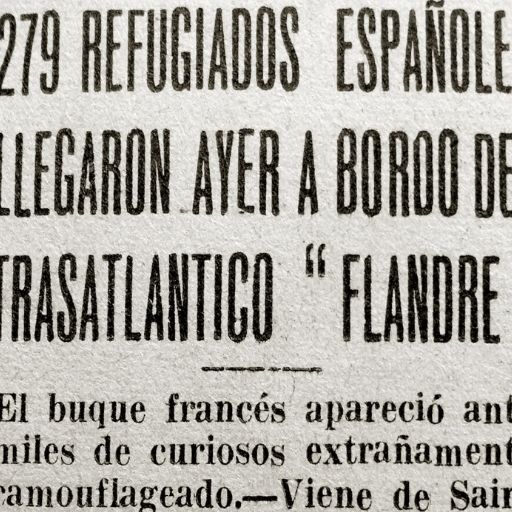 279 REFUGIADOS ESPAÑOLE
LLEGARON AYER A BORDO DE
TRASATLANTICO “ FLANDRE
El buque francés apareció ant
miles de curiosos extrañament
camouflageado.—Viene de Sain